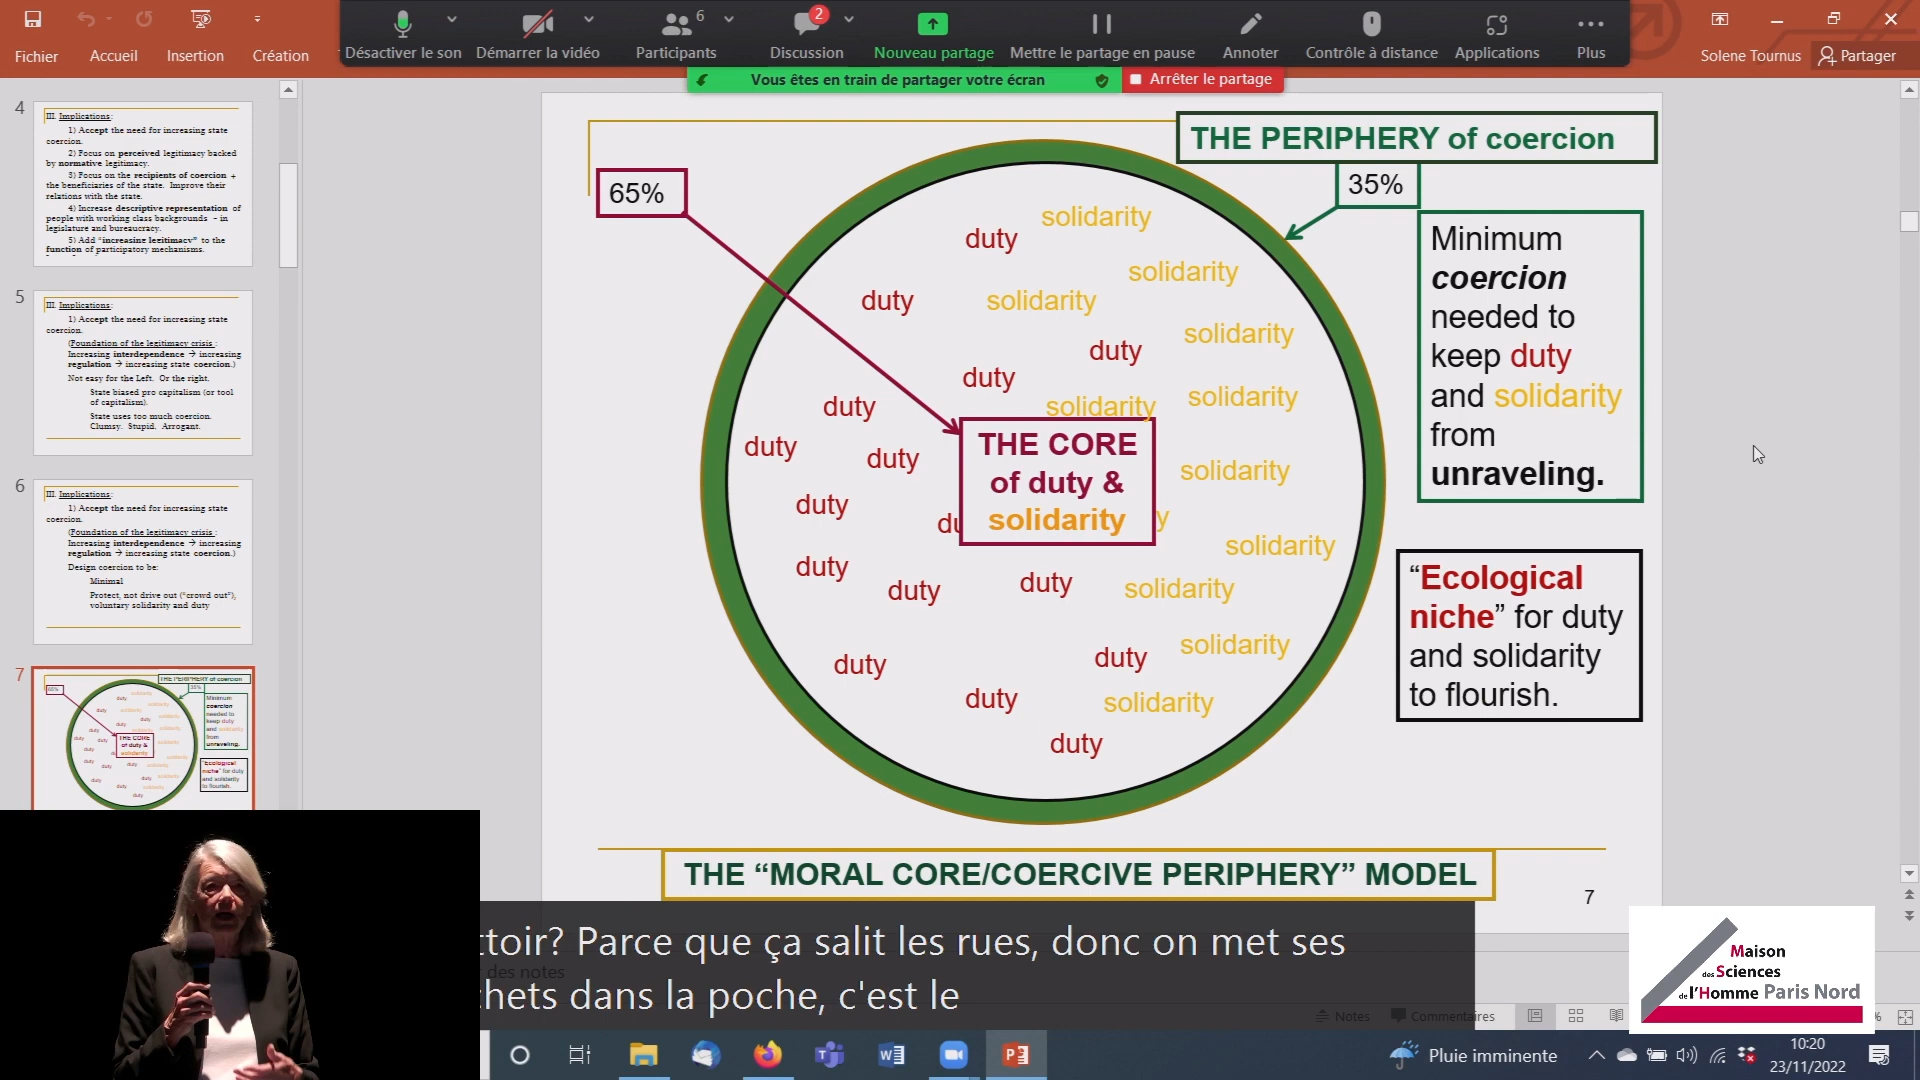 6
2
Désactiver le son
Démarrer la vidéo
Participants
Discussion
Nouveau partage
Mettre le partage en pause
Annoter
Contrôle à distance
Applications
Plus
Fichier
Accueil
Insertion
Création
Solene Tournus
Partager
Vous êtes en train de partager votre écran
Arrêter le partage
4
III. Implications:
1) Accept the need for increasing state
coercion.
2) Focus on perceived legitimacy backed
by normative legitimacy.
3) Focus on the recipients of coercion +
the beneficiaries of the state. Improve their
relations with the state.
4) Increase descriptive representation of
people with working class backgrounds - in
legislature and bureaucracy.
5) Add "increasing legitimacy" to the
function of participatory mechanisms.
5
III. Implications:
1) Accept the need for increasing state
coercion.
(Foundation of the legitimacy crisis :
Increasing interdependence → increasing
regulation → increasing state coercion.)
Not easy for the Left. Or the right.
State biased pro capitalism (or tool
of capitalism).
State uses too much coercion.
Clumsy. Stupid. Arrogant.
6
III. Implications:
1) Accept the need for increasing state
coercion.
(Foundation of the legitimacy crisis :
Increasing interdependence → increasing
regulation → increasing state coercion.)
Design coercion to be:
Minimal
Protect, not drive out ("crowd out"),
voluntary solidarity and duty
7
THE PERIPHERY of coercion
35%
65%
solidarity
duty
solidarity
duty
solidarity
solidarity
duty
duty
solidarity
duty
solidarity
THE CORE
of duty &
solidarity
duty
duty
solidarity
duty
du
y
solidarity
duty
duty
duty
solidarity
solidarity
duty
duty
duty
solidarity
duty
Minimum
coercion
needed to
keep duty
and solidarity
from
unraveling.
“Ecological
niche” for duty
and solidarity
to flourish.
THE “MORAL CORE/COERCIVE PERIPHERY” MODEL
7
ttoir? Parce que ça salit les rues, donc on met ses
chets dans la poche, c'est le
des notes
Notes
Commentaires
%
Maison
des Sciences
de l'Homme Paris Nord
Pluie imminente
10:20
23/11/2022